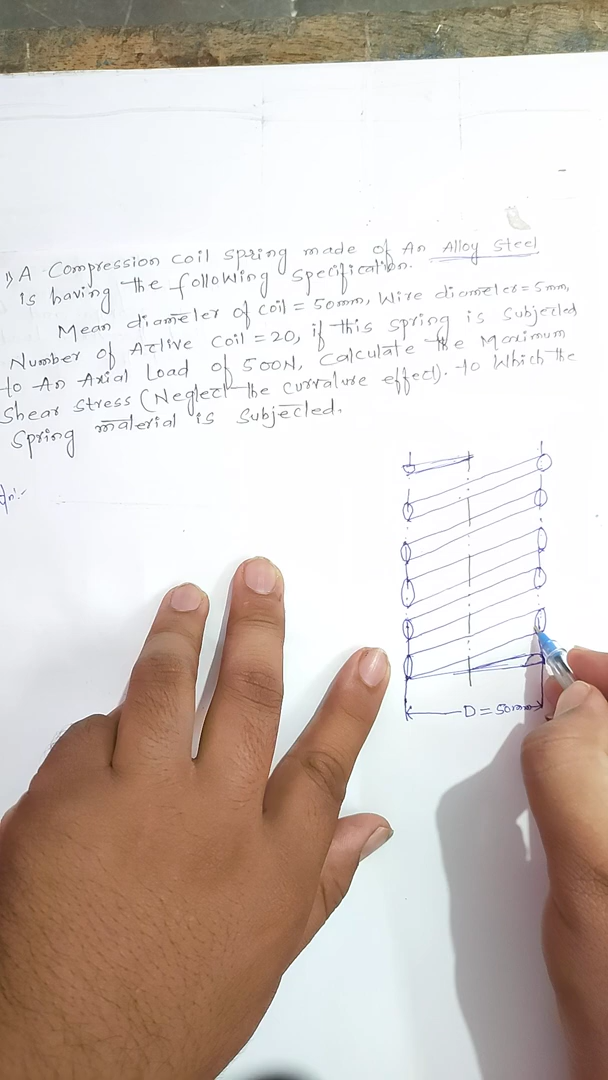 1) A Compression coil spring made of An Alloy steel
is having the following specification.
Mean diameter of coil = 50mm, Wire diameter = 5mm,
Number of Active coil = 20, if this spring is Subjected
to An Axial Load of 500N, Calculate the Maximum
Shear Stress (Neglect the curvature effect). to Which the
Spring material is Subjected.
D = 50mm